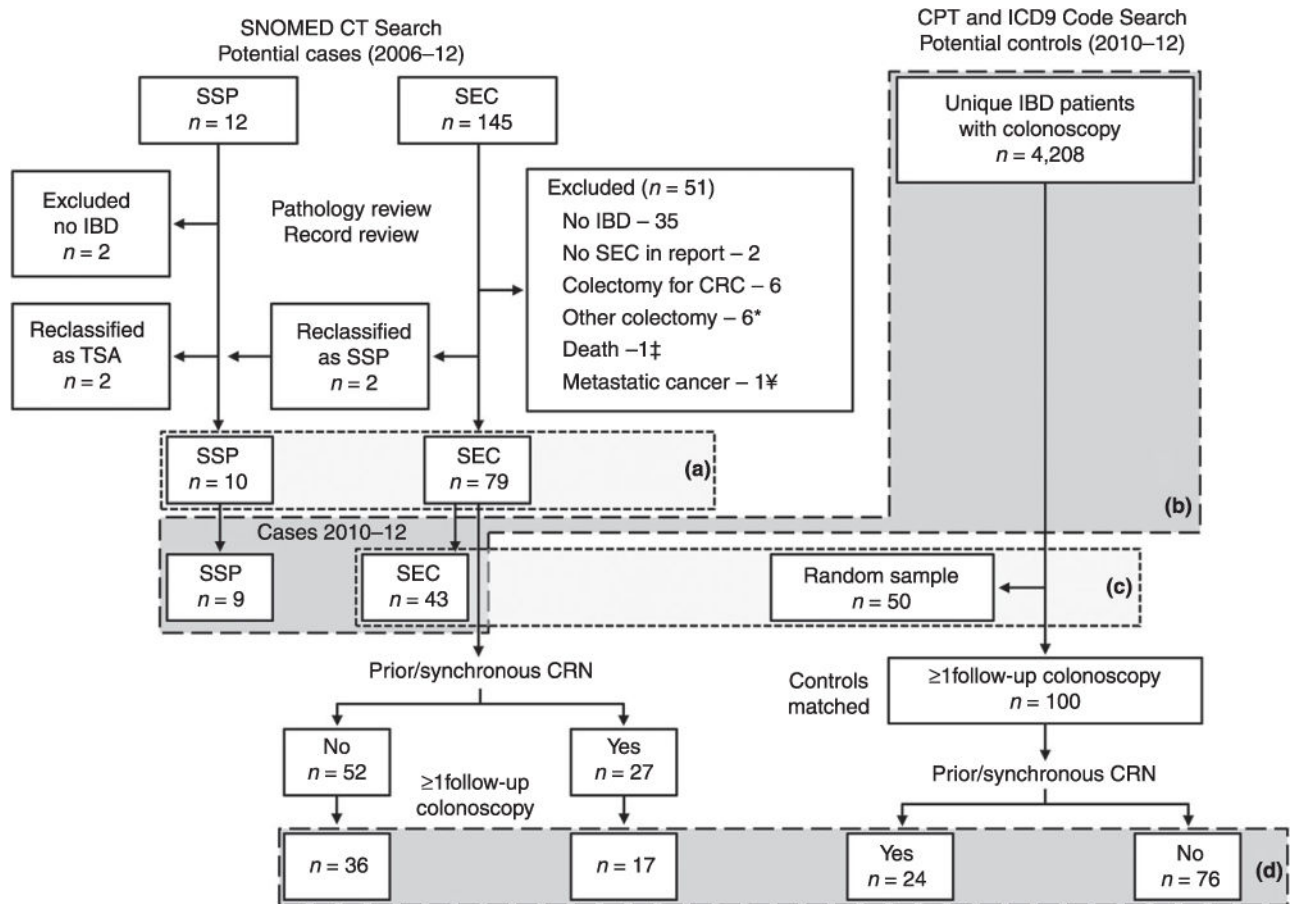 SNOMED CT Search
Potential cases (2006–12)
CPT and ICD9 Code Search
Potential controls (2010–12)
SSP
n = 12
SEC
n = 145
Unique IBD patients
with colonoscopy
n = 4,208
Excluded
no IBD
n = 2
Pathology review
Record review
Excluded (n = 51)
No IBD – 35
No SEC in report – 2
Colectomy for CRC – 6
Other colectomy – 6*
Death –1‡
Metastatic cancer – 1¥
Reclassified
as TSA
n = 2
Reclassified
as SSP
n = 2
SSP
n = 10
SEC
n = 79
(a)
(b)
Cases 2010–12
SSP
n = 9
SEC
n = 43
Random sample
n = 50
(c)
Prior/synchronous CRN
Controls
matched
≥1follow-up colonoscopy
n = 100
No
n = 52
Yes
n = 27
≥1follow-up
colonoscopy
Prior/synchronous CRN
n = 36
n = 17
Yes
n = 24
No
n = 76
(d)